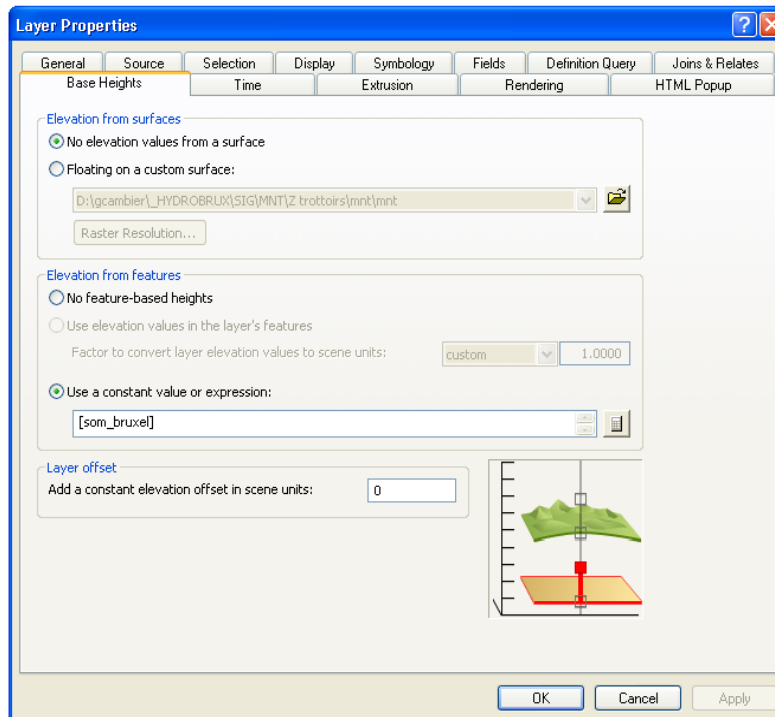 Layer Properties
General Source Selection Display Symbology Fields Definition Query Joins & Relates
Base Heights Time Extrusion Rendering HTML Popup
Elevation from surfaces
No elevation values from a surface
Floating on a custom surface:
D:\gcambier\_HYDROBRUX\SIG\MNT\Z trottoirs\mnt\mnt
Raster Resolution...
Elevation from features
No feature-based heights
Use elevation values in the layer's features
Factor to convert layer elevation values to scene units: custom 1.0000
Use a constant value or expression:
[som_bruxel]
Layer offset
Add a constant elevation offset in scene units: 0
OK Cancel Apply